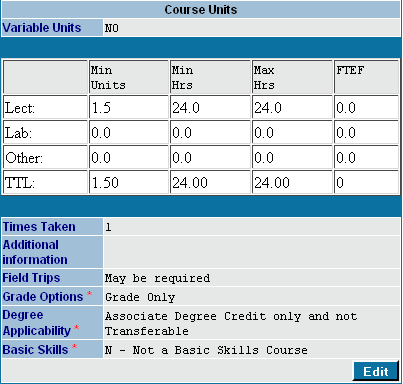 Course Units
Variable Units NO
Min Units Min Hrs Max Hrs FTEF
Lect: 1.5 24.0 24.0 0.0
Lab: 0.0 0.0 0.0 0.0
Other: 0.0 0.0 0.0 0.0
TTL: 1.50 24.00 24.00 0
Times Taken 1
Additional information
Field Trips May be required
Grade Options * Grade Only
Degree Applicability * Associate Degree Credit only and not Transferable
Basic Skills * N - Not a Basic Skills Course
Edit